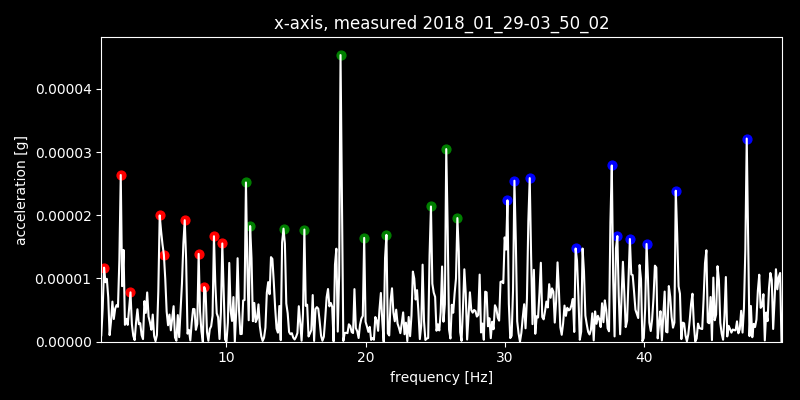 x-axis, measured 2018_01_29-03_50_02
0.00004
0.00003
0.00002
0.00001
0.00000
acceleration [g]
10 20 30 40
frequency [Hz]